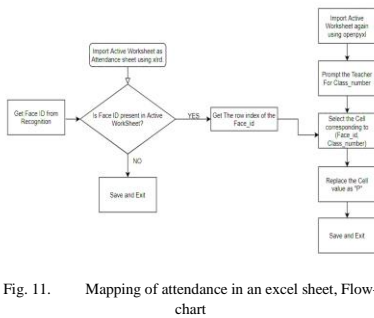 Import Active Worksheet as
Attendance sheet using xlrd
Get Face ID from
Recognition
Is Face ID present in Active
WorkSheet?
YES
Get The row index of the
Face_id
NO
Save and Exit
Import Active
Worksheet again
using openpyxl
Prompt the Teacher
For Class_number
Select the Cell
corresponding to
(Face_id,
Class_number)
Replace the Cell
value as "P"
Save and Exit
Fig. 11. Mapping of attendance in an excel sheet, Flow-
chart